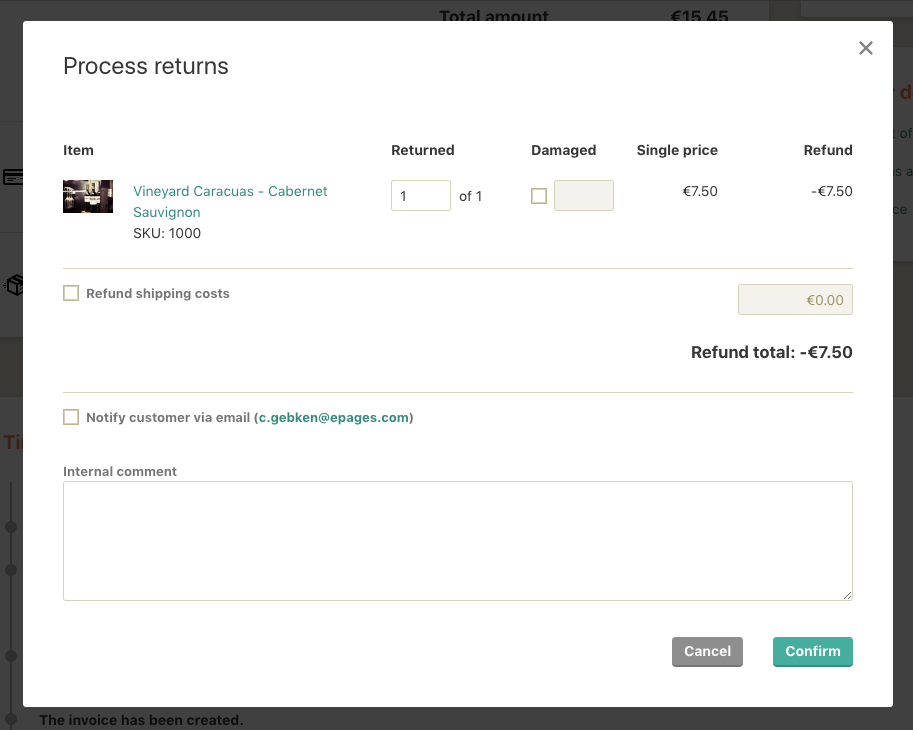 Total amount €15.45
Process returns
Item Returned Damaged Single price Refund
Vineyard Caracuas - Cabernet
Sauvignon
SKU: 1000
1 of 1
€7.50
-€7.50
Refund shipping costs
€0.00
Refund total: -€7.50
Notify customer via email (c.gebken@epages.com)
Internal comment
Cancel Confirm
The invoice has been created.